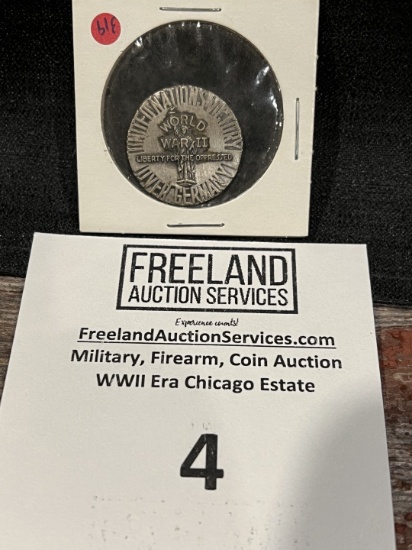 319
UNITED NATIONS VICTORY
WORLD
WAR II
LIBERTY FOR THE OPPRESSED
OVER GERMANY
FREELAND
AUCTION SERVICES
Experience counts!
FreelandAuctionServices.com
Military, Firearm, Coin Auction
WWII Era Chicago Estate
4